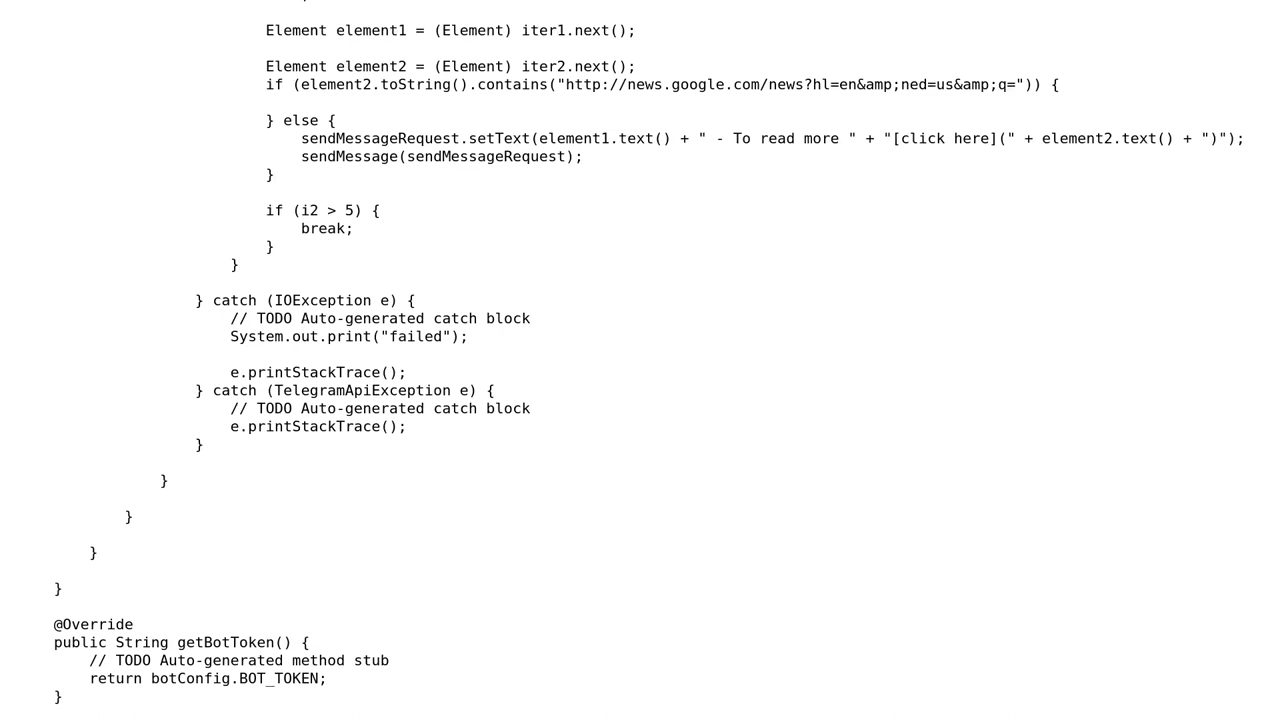 Element element1 = (Element) iter1.next();
Element element2 = (Element) iter2.next();
if (element2.toString().contains("http://news.google.com/news?hl=en&amp;ned=us&amp;q=")) {
} else {
sendMessageRequest.setText(element1.text() + " - To read more " + "[click here](" + element2.text() + ")");
sendMessage(sendMessageRequest);
}
if (i2 > 5) {
break;
}
}
} catch (IOException e) {
// TODO Auto-generated catch block
System.out.print("failed");
e.printStackTrace();
} catch (TelegramApiException e) {
// TODO Auto-generated catch block
e.printStackTrace();
}
}
}
}
}
@Override
public String getBotToken() {
// TODO Auto-generated method stub
return botConfig.BOT_TOKEN;
}